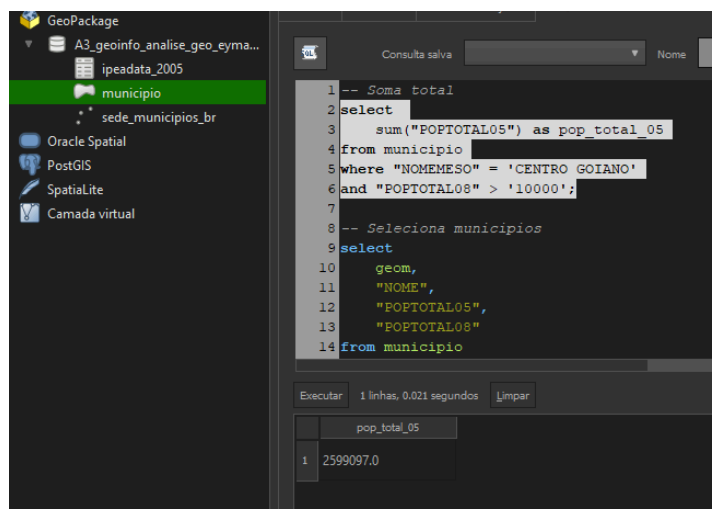 GeoPackage
A3_geoinfo_analise_geo_eyma...
ipeadata_2005
municipio
sede_municipios_br
Oracle Spatial
PostGIS
SpatiaLite
Camada virtual
Consulta salva
Nome
1 -- Soma total
2 select
3 sum("POPTOTAL05") as pop_total_05
4 from municipio
5 where "NOMEMESO" = 'CENTRO GOIANO'
6 and "POPTOTAL08" > '10000';
7
8 -- Seleciona municipios
9 select
10 geom,
11 "NOME",
12 "POPTOTAL05",
13 "POPTOTAL08"
14 from municipio
Executar 1 linhas, 0.021 segundos Limpar
pop_total_05
1 2599097.0